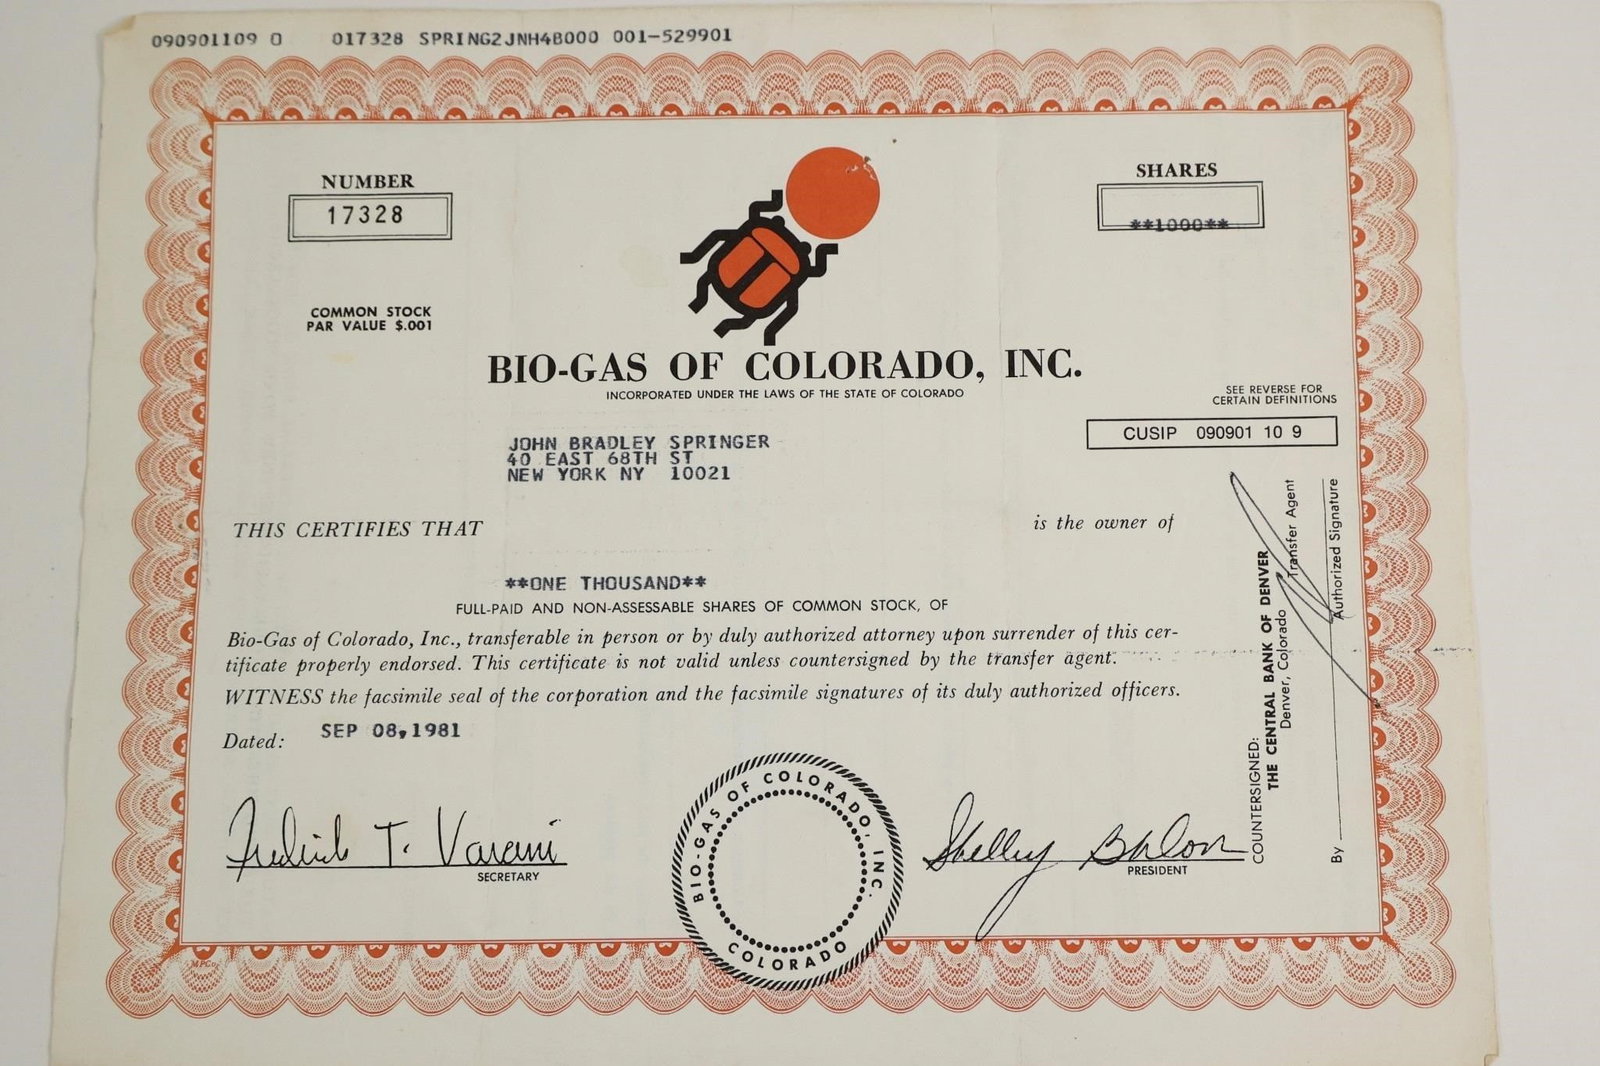 090901109 0 017328 SPRING2JNH4B000 001-529901
NUMBER
17328
SHARES
**1000**
COMMON STOCK
PAR VALUE $.001
BIO-GAS OF COLORADO, INC.
INCORPORATED UNDER THE LAWS OF THE STATE OF COLORADO
SEE REVERSE FOR
CERTAIN DEFINITIONS
CUSIP 090901 10 9
JOHN BRADLEY SPRINGER
40 EAST 68TH ST
NEW YORK NY 10021
THIS CERTIFIES THAT
is the owner of
**ONE THOUSAND**
FULL-PAID AND NON-ASSESSABLE SHARES OF COMMON STOCK, OF
Bio-Gas of Colorado, Inc., transferable in person or by duly authorized attorney upon surrender of this cer-
tificate properly endorsed. This certificate is not valid unless countersigned by the transfer agent.
WITNESS the facsimile seal of the corporation and the facsimile signatures of its duly authorized officers.
Dated: SEP 08,1981
Fredrick T. Varani
SECRETARY
BIO-GAS OF COLORADO, INC.
COLORADO
Shelley
PRESIDENT
COUNTERSIGNED:
THE CENTRAL BANK OF DENVER
Denver, Colorado Transfer Agent
By
Authorized Signature